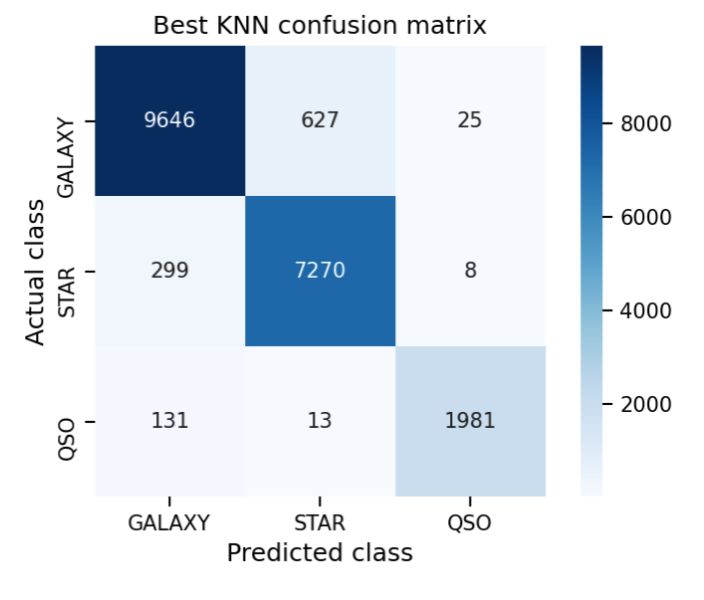 Best KNN confusion matrix
Actual class
GALAXY
9646 627 25
STAR
299 7270 8
QSO
131 13 1981
GALAXY STAR QSO
Predicted class
8000
6000
4000
2000